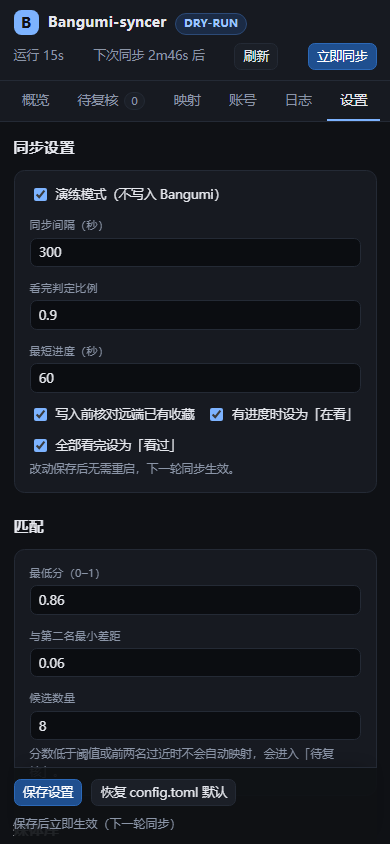 B Bangumi-syncer DRY-RUN
运行 15s 下次同步 2m46s 后 刷新 立即同步
概览 待复核 0 映射 账号 日志 设置
同步设置
演练模式（不写入 Bangumi）
同步间隔（秒）
300
看完判定比例
0.9
最短进度（秒）
60
写入前核对远端已有收藏 有进度时设为「在看」
全部看完设为「看过」
改动保存后无需重启，下一轮同步生效。
匹配
最低分（0–1）
0.86
与第二名最小差距
0.06
候选数量
8
分数低于阈值或前两名过近时不会自动映射，会进入「待复
保存设置 恢复 config.toml 默认
保存后立即生效（下一轮同步）